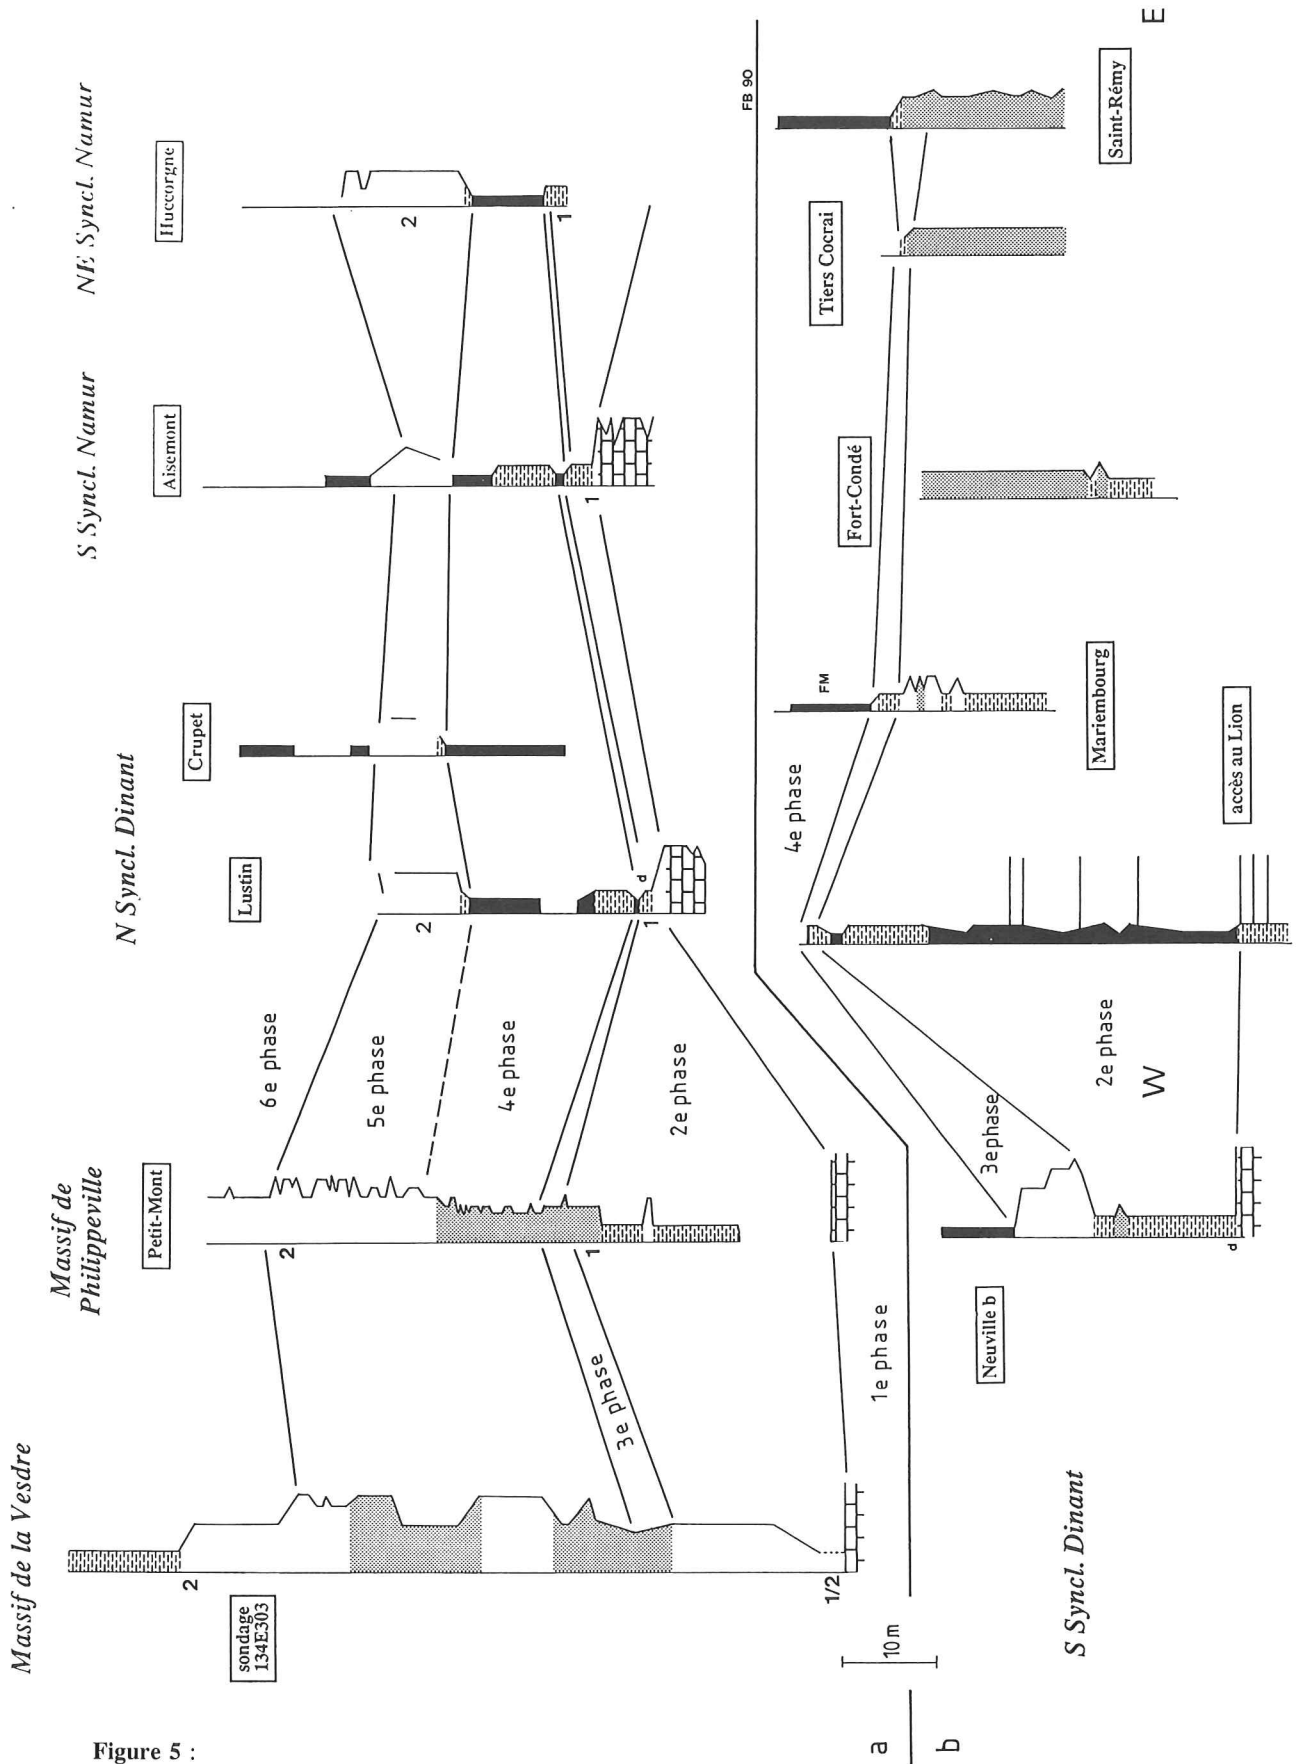 Massif de la Vesdre
Massif de
Philippeville
N Syncl. Dinant
S Syncl. Namur
NE Syncl. Namur
sondage
134E303
Petit-Mont
Lustin
Crupet
Aisemont
Huccorgne
2
2
2
2
6e phase
5e phase
4e phase
3e phase
2e phase
1e phase
1/2
1
1
d
1
1
FB 90
a
b
10 m
S Syncl. Dinant
W
E
Neuville b
accès au Lion
Mariembourg
Fort-Condé
Tiers Cocrai
Saint-Rémy
4e phase
3e phase
2e phase
FM
d
Figure 5 :